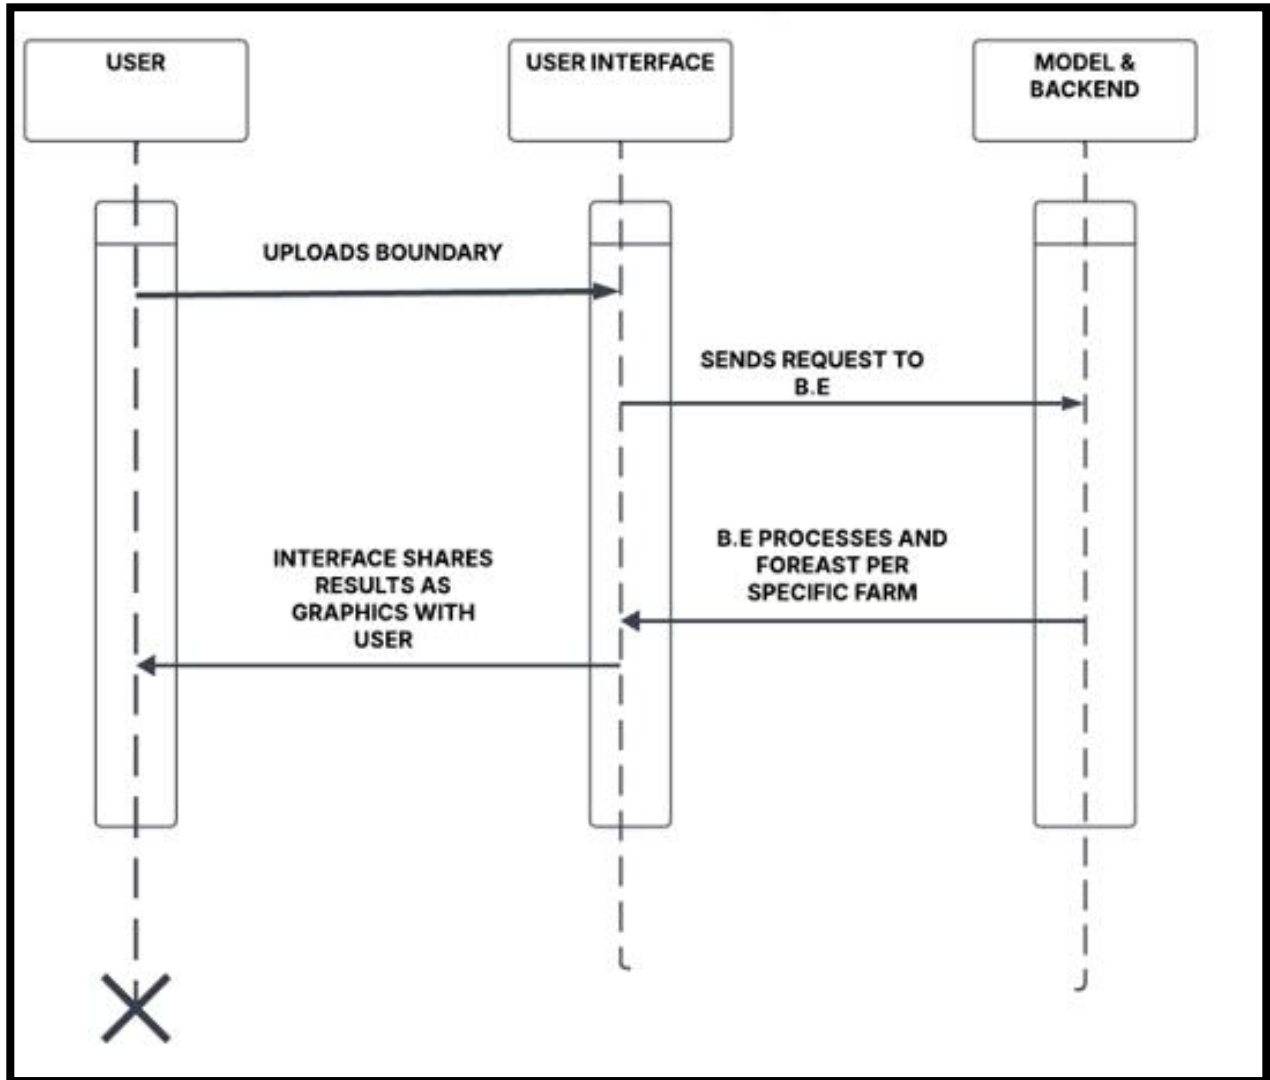 USER
USER INTERFACE
MODEL &
BACKEND
UPLOADS BOUNDARY
SENDS REQUEST TO
B.E
B.E PROCESSES AND
FOREAST PER
SPECIFIC FARM
INTERFACE SHARES
RESULTS AS
GRAPHICS WITH
USER